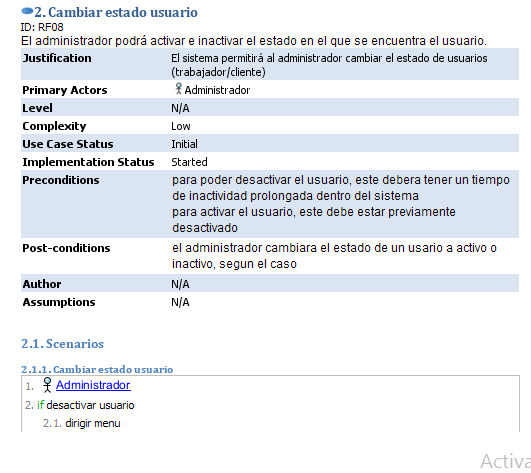 2. Cambiar estado usuario
ID: RF08
El administrador podrá activar e inactivar el estado en el que se encuentra el usuario.
Justification El sistema permitirá al administrador cambiar el estado de usuarios
(trabajador/cliente)
Primary Actors Administrador
Level N/A
Complexity Low
Use Case Status Initial
Implementation Status Started
Preconditions para poder desactivar el usuario, este debera tener un tiempo
de inactividad prolongada dentro del sistema
para activar el usuario, este debe estar previamente
desactivado
Post-conditions el administrador cambiara el estado de un usario a activo o
inactivo, segun el caso
Author N/A
Assumptions N/A
2.1. Scenarios
2.1.1. Cambiar estado usuario
1. Administrador
2. if desactivar usuario
2.1. dirigir menu
Activa